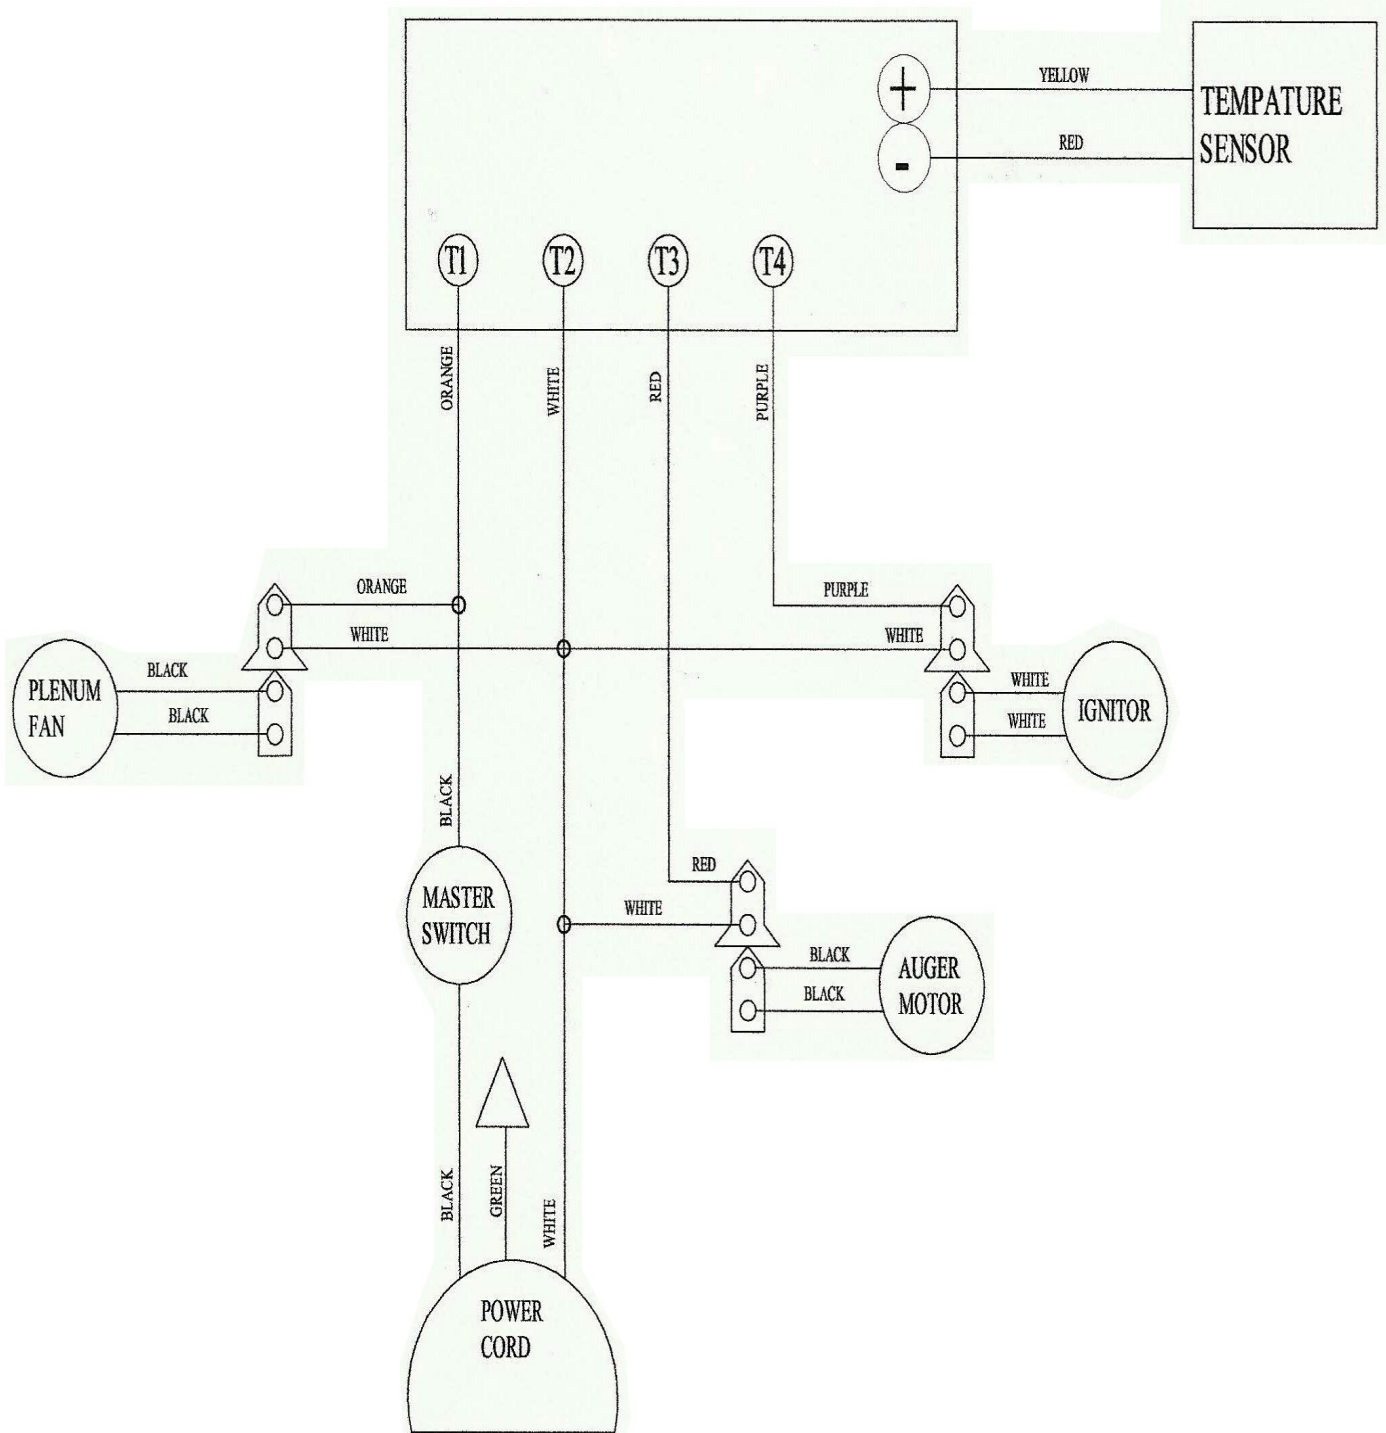 +
YELLOW
TEMPATURE
SENSOR
-
RED
T1
T2
T3
T4
ORANGE
WHITE
RED
PURPLE
ORANGE
PURPLE
WHITE
WHITE
BLACK
PLENUM
FAN
BLACK
WHITE
IGNITOR
WHITE
BLACK
RED
MASTER
SWITCH
WHITE
BLACK
AUGER
MOTOR
BLACK
BLACK
GREEN
WHITE
POWER
CORD